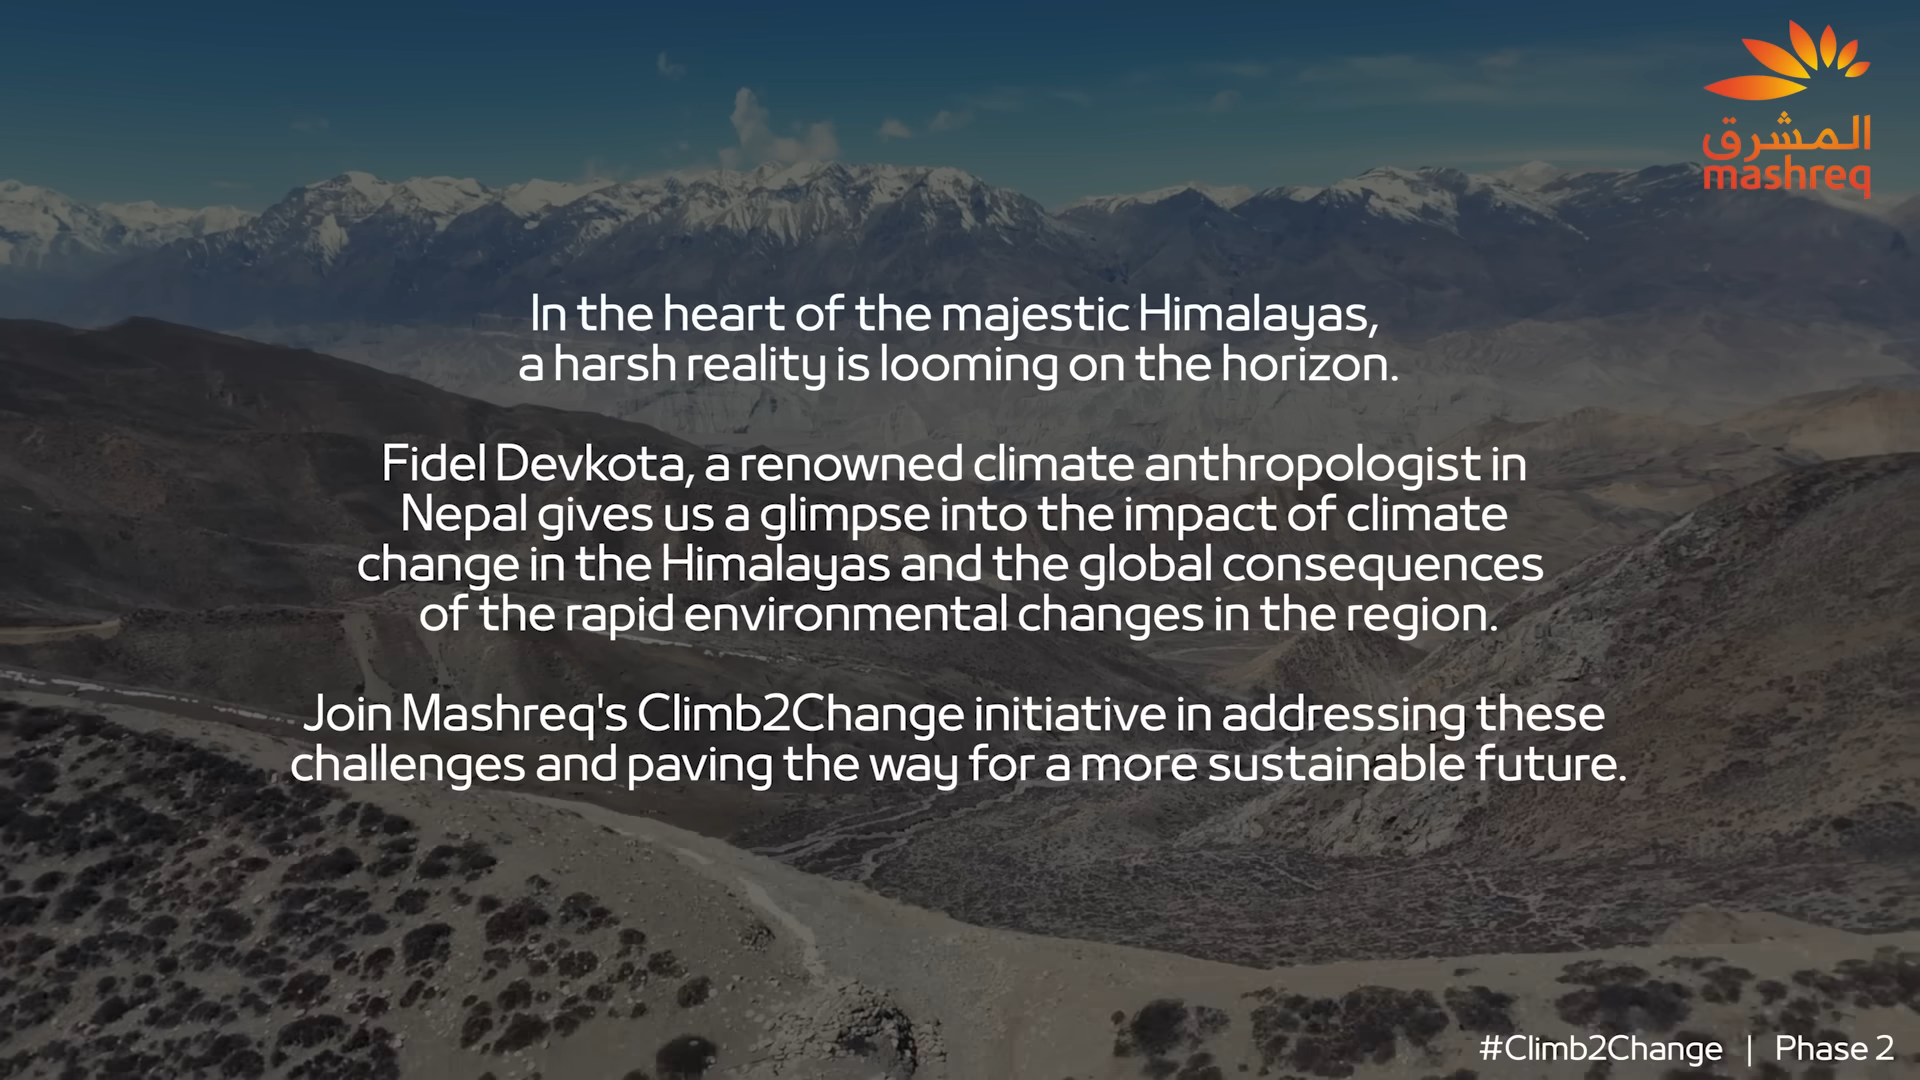 المشرق
mashreq
In the heart of the majestic Himalayas,
a harsh reality is looming on the horizon.
Fidel Devkota, a renowned climate anthropologist in
Nepal gives us a glimpse into the impact of climate
change in the Himalayas and the global consequences
of the rapid environmental changes in the region.
Join Mashreq's Climb2Change initiative in addressing these
challenges and paving the way for a more sustainable future.
#Climb2Change | Phase 2